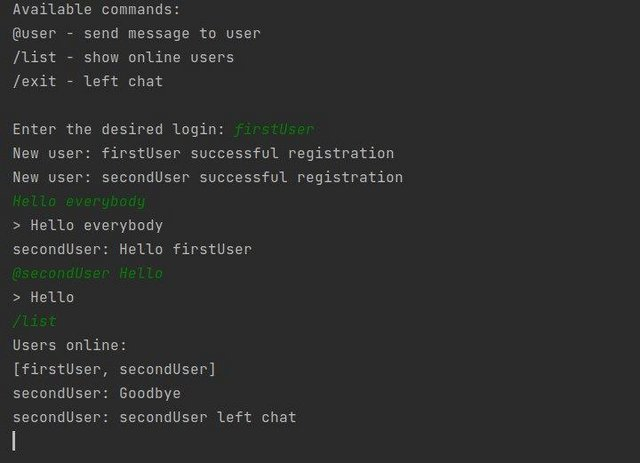 Available commands:
@user - send message to user
/list - show online users
/exit - left chat
Enter the desired login: firstUser
New user: firstUser successful registration
New user: secondUser successful registration
Hello everybody
> Hello everybody
secondUser: Hello firstUser
@secondUser Hello
> Hello
/list
Users online:
[firstUser, secondUser]
secondUser: Goodbye
secondUser: secondUser left chat